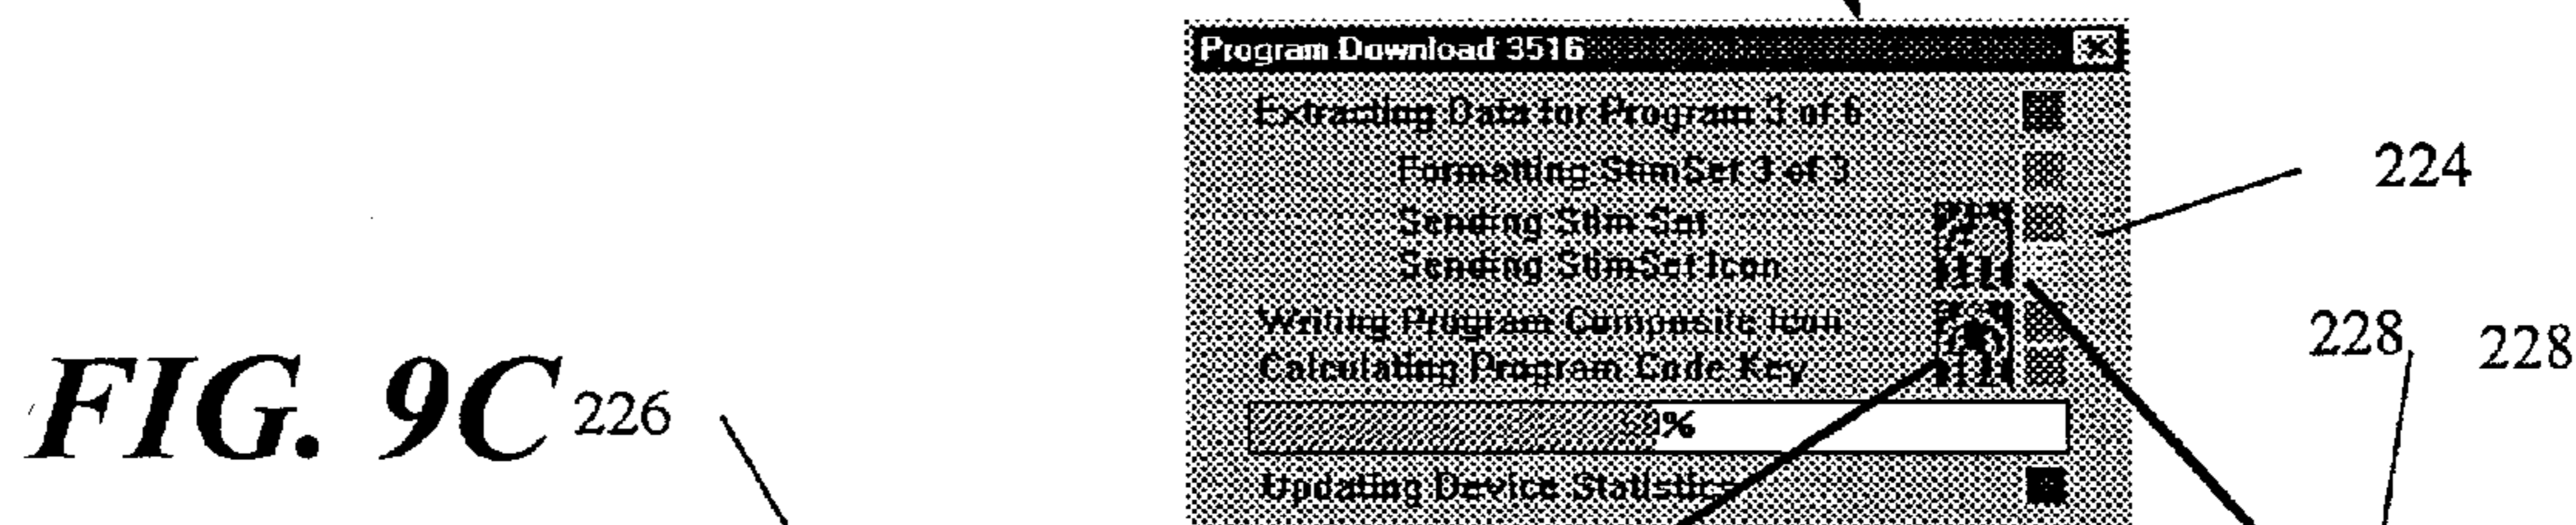 Program Download 3516
Extracting Data for Program 3 of 6
Formatting StimSet 3 of 3
224
Sending Stim Set
Sending StimSet Icon
Writing Program Composite Icon
228 228
Calculating Program Code Key
FIG. 9C 226
%
Updating Device Statistics